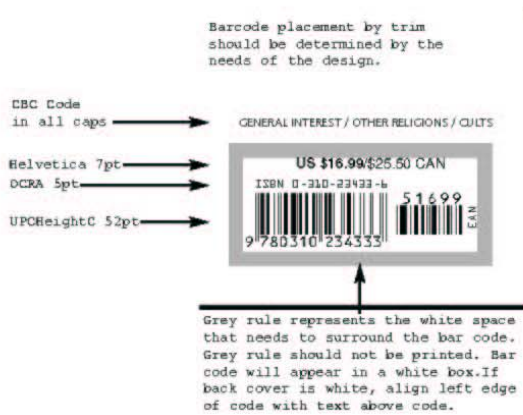 Barcode placement by trim
should be determined by the
needs of the design.
CBC Code
in all caps
GENERAL INTEREST / OTHER RELIGIONS / CULTS
Helvetica 7pt
OCRA 5pt
UPCHeightC 52pt
US $16.99/$25.50 CAN
ISBN 0-310-23433-6
51699
EAN
9 780310 234333
Grey rule represents the white space
that needs to surround the bar code.
Grey rule should not be printed. Bar
code will appear in a white box.If
back cover is white, align left edge
of code with text above code.